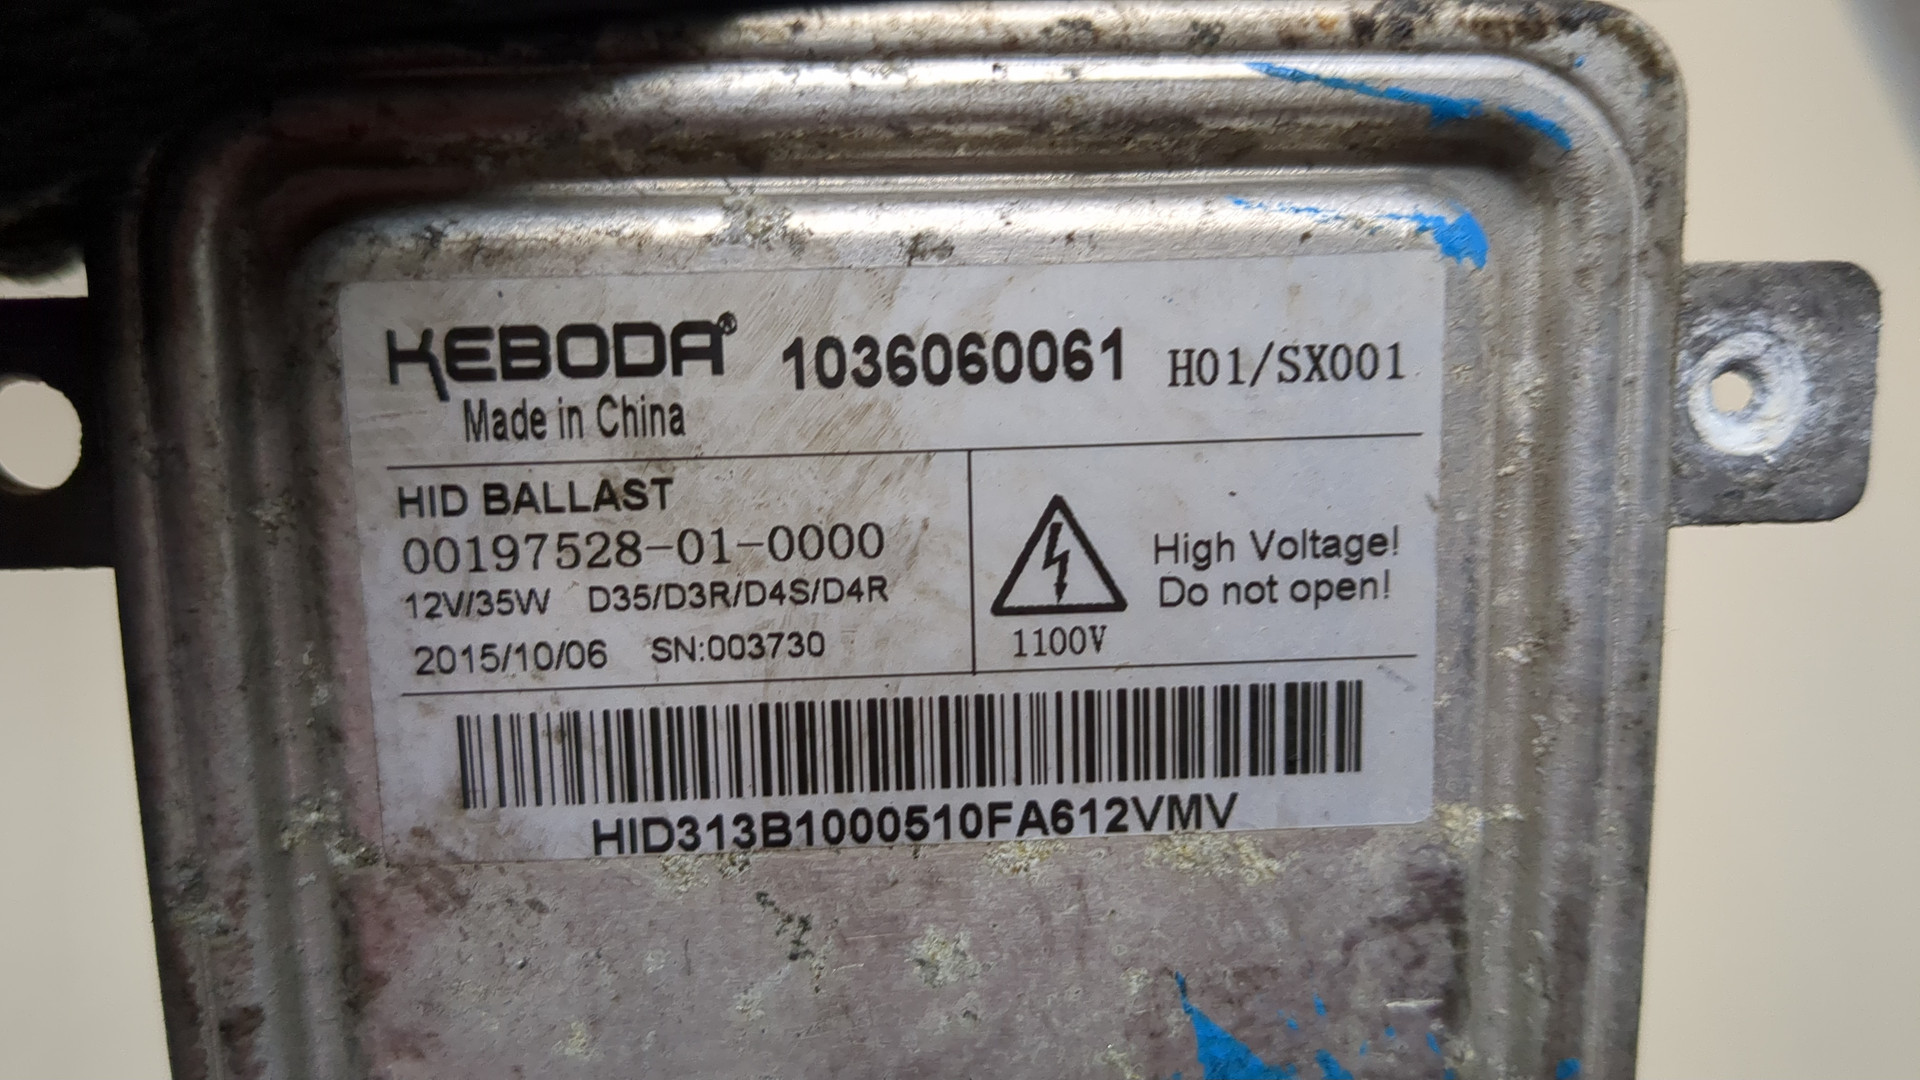 KEBODA® 1036060061 H01/SX001
Made in China
HID BALLAST
00197528-01-0000
12V/35W D35/D3R/D4S/D4R
2015/10/06 SN:003730
High Voltage!
Do not open!
1100V
HID313B1000510FA612VMV